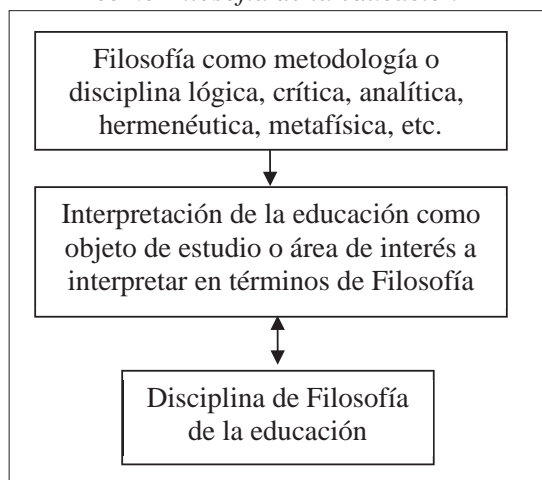 Filosofía como metodología o
disciplina lógica, crítica, analítica,
hermenéutica, metafísica, etc.
Interpretación de la educación como
objeto de estudio o área de interés a
interpretar en términos de Filosofía
Disciplina de Filosofía
de la educación